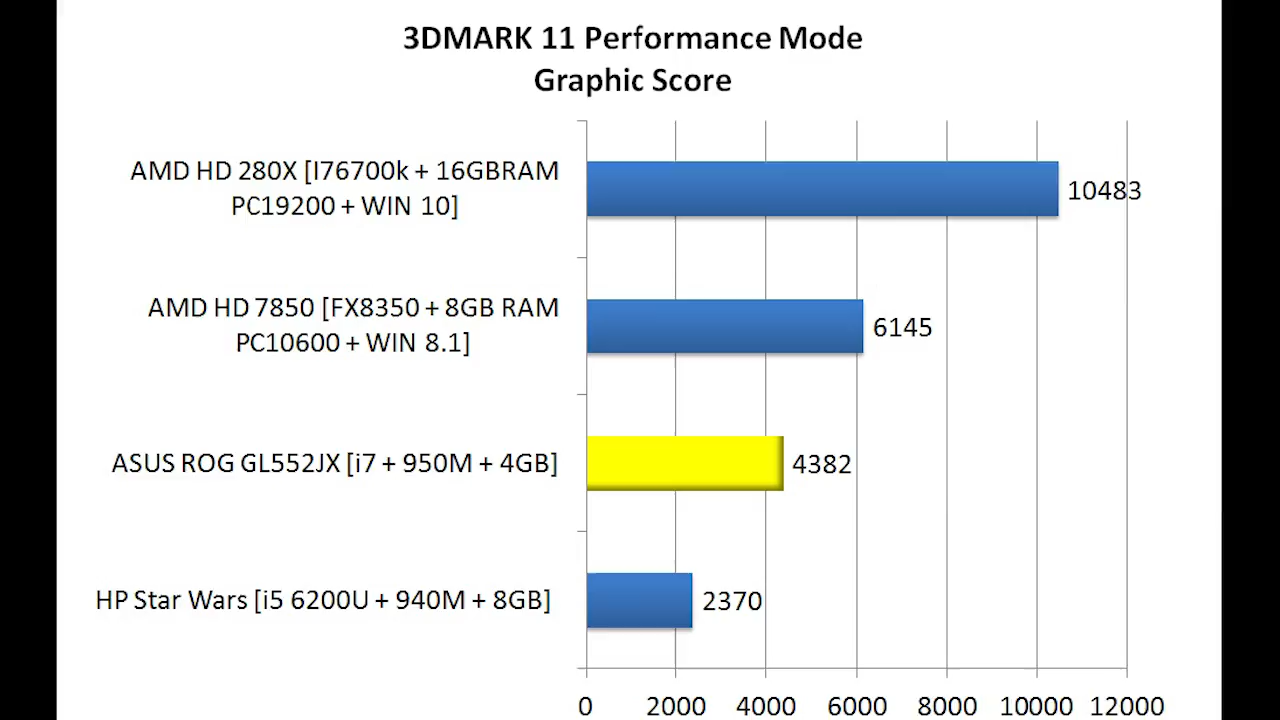 3DMARK 11 Performance Mode
Graphic Score
AMD HD 280X [I76700k + 16GBRAM
PC19200 + WIN 10]
10483
AMD HD 7850 [FX8350 + 8GB RAM
PC10600 + WIN 8.1]
6145
ASUS ROG GL552JX [i7 + 950M + 4GB]
4382
HP Star Wars [i5 6200U + 940M + 8GB]
2370
0 2000 4000 6000 8000 10000 12000